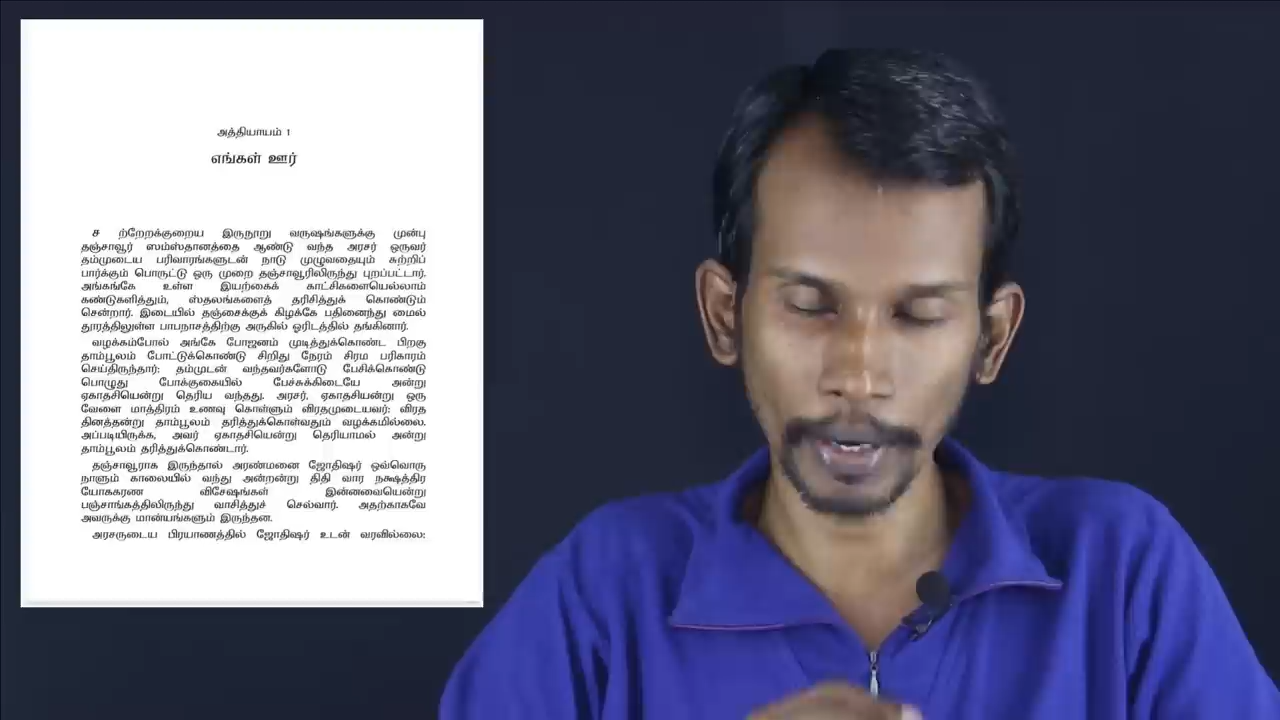 அத்தியாயம் 1
எங்கள் ஊர்
ச ற்றேறக்குறைய இருநூறு வருஷங்களுக்கு முன்பு
தஞ்சாவூர் ஸம்ஸ்தானத்தை ஆண்டு வந்த அரசர் ஒருவர்
தம்முடைய பரிவாரங்களுடன் நாடு முழுவதையும் சுற்றிப்
பார்க்கும் பொருட்டு ஒரு முறை தஞ்சாவூரிலிருந்து புறப்பட்டார்.
அங்கங்கே உள்ள இயற்கைக் காட்சிகளையெல்லாம்
கண்டுகளித்தும், ஸ்தலங்களைத் தரிசித்துக் கொண்டும்
சென்றார். இடையில் தஞ்சைக்குக் கிழக்கே பதினைந்து மைல்
தூரத்திலுள்ள பாபநாசத்திற்கு அருகில் ஓரிடத்தில் தங்கினார்.
வழக்கம்போல் அங்கே போஜனம் முடித்துக்கொண்ட பிறகு
தாம்பூலம் போட்டுக்கொண்டு சிறிது நேரம் சிரம பரிகாரம்
செய்திருந்தார்; தம்முடன் வந்தவர்களோடு பேசிக்கொண்டு
பொழுது போக்குகையில் பேச்சுக்கிடையே அன்று
ஏகாதசியென்று தெரிய வந்தது. அரசர், ஏகாதசியன்று ஒரு
வேளை மாத்திரம் உணவு கொள்ளும் விரதமுடையவர்; விரத
தினத்தன்று தாம்பூலம் தரித்துக்கொள்வதும் வழக்கமில்லை.
அப்படியிருக்க, அவர் ஏகாதசியென்று தெரியாமல் அன்று
தாம்பூலம் தரித்துக்கொண்டார்.
தஞ்சாவூராக இருந்தால் அரண்மனை ஜோதிஷர் ஒவ்வொரு
நாளும் காலையில் வந்து அன்றன்று திதி வார நக்ஷத்திர
யோககரண விசேஷங்கள் இன்னவையென்று
பஞ்சாங்கத்திலிருந்து வாசித்துச் செல்வார். அதற்காகவே
அவருக்கு மான்யங்களும் இருந்தன.
அரசருடைய பிரயாணத்தில் ஜோதிஷர் உடன் வரவில்லை;